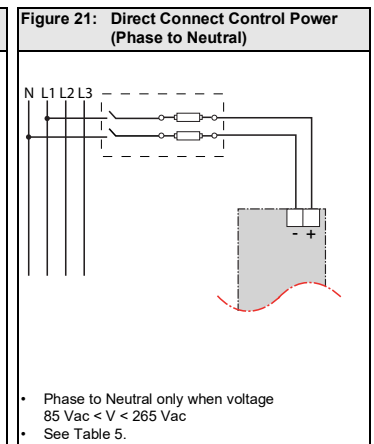 Figure 21: Direct Connect Control Power
(Phase to Neutral)
N L1 L2 L3
- +
• Phase to Neutral only when voltage
85 Vac < V < 265 Vac
• See Table 5.